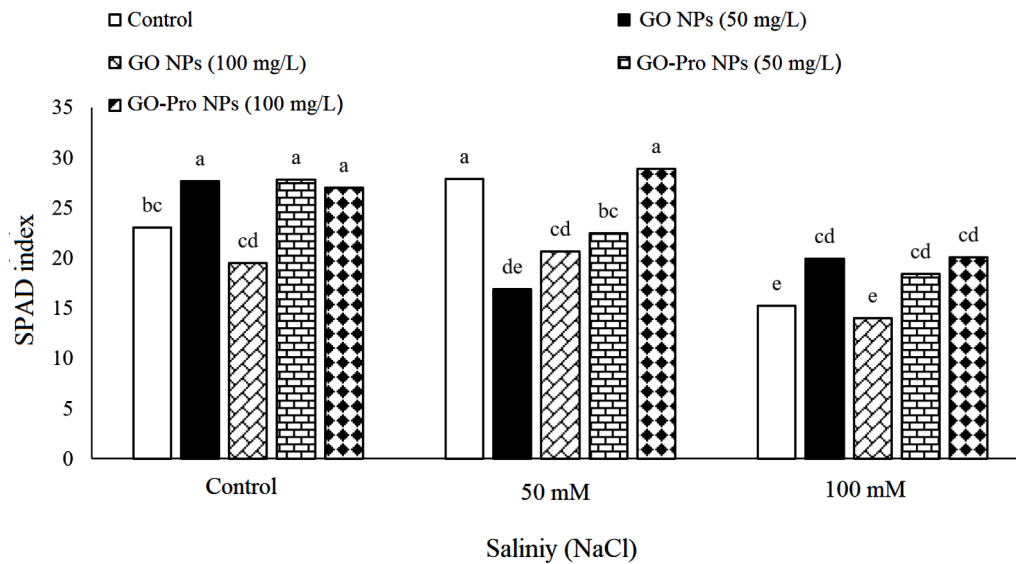 Control
GO NPs (50 mg/L)
GO NPs (100 mg/L)
GO-Pro NPs (50 mg/L)
GO-Pro NPs (100 mg/L)
35
30
25
20
15
10
5
0
SPAD index
bc
a
cd
a
a
a
de
cd
bc
a
e
cd
e
cd
cd
Control
50 mM
100 mM
Saliniy (NaCl)